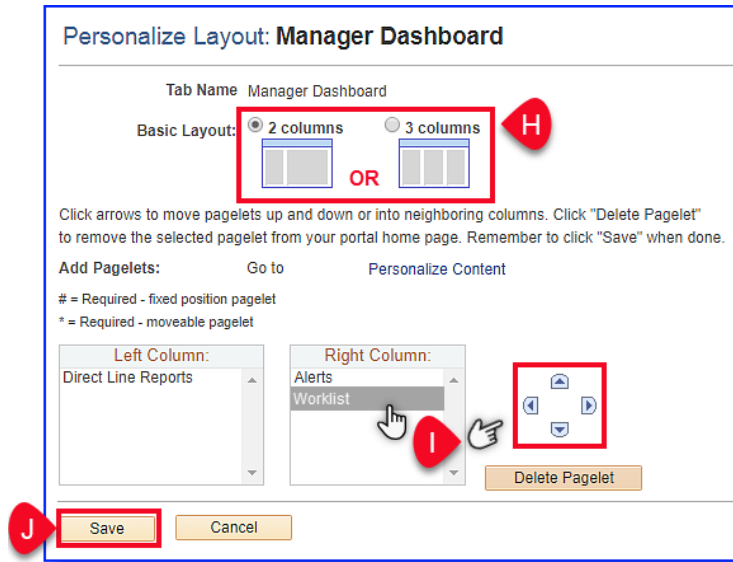 Personalize Layout: Manager Dashboard
Tab Name Manager Dashboard
Basic Layout: 2 columns 3 columns H
OR
Click arrows to move pagelets up and down or into neighboring columns. Click "Delete Pagelet"
to remove the selected pagelet from your portal home page. Remember to click "Save" when done.
Add Pagelets: Go to Personalize Content
# = Required - fixed position pagelet
* = Required - moveable pagelet
Left Column: Right Column:
Direct Line Reports Alerts
Worklist
I
Delete Pagelet
J Save Cancel